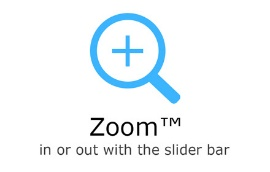 Zoom™
in or out with the slider bar